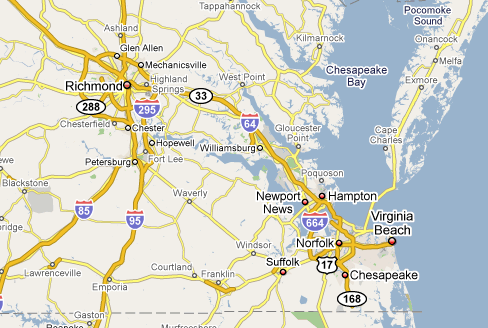 Tappahannock
Pocomoke
Sound
Ashland
Onancock
Glen Allen
Kilmarnock
Mechanicsville
Melfa
Chesapeake
Bay
West Point
Exmore
Highland
Springs
Richmond
33
288
295
Chesterfield
Chester
64
Gloucester
Point
Cape
Charles
Hopewell
Williamsburg
Petersburg
Fort Lee
Poquoson
Blackstone
Waverly
Newport
News
Hampton
85
95
664
Virginia
Beach
Norfolk
Windsor
17
Suffolk
Chesapeake
Lawrenceville
Courtland
Franklin
Emporia
168
Gaston
Roanoke
Murfreesboro